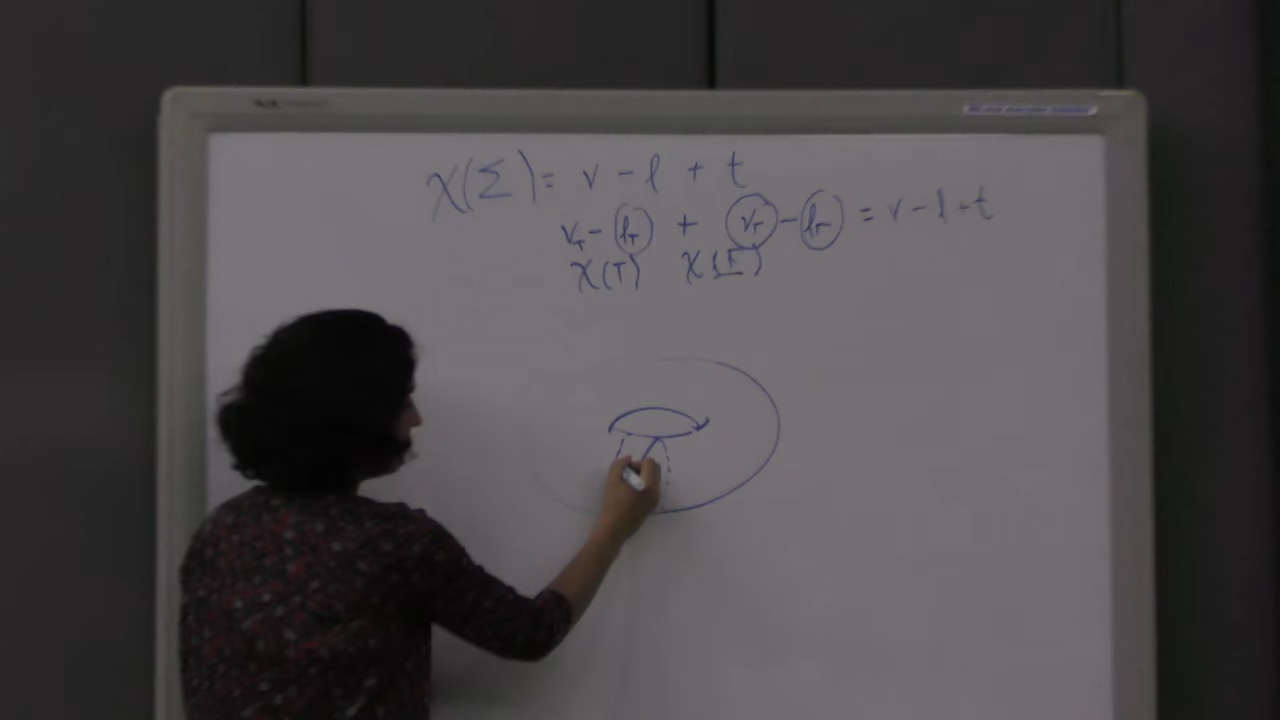 χ(Σ) = v - l + t
v_T - l_T + v_Γ - l_Γ = v - l + t
χ(T) χ(Γ)